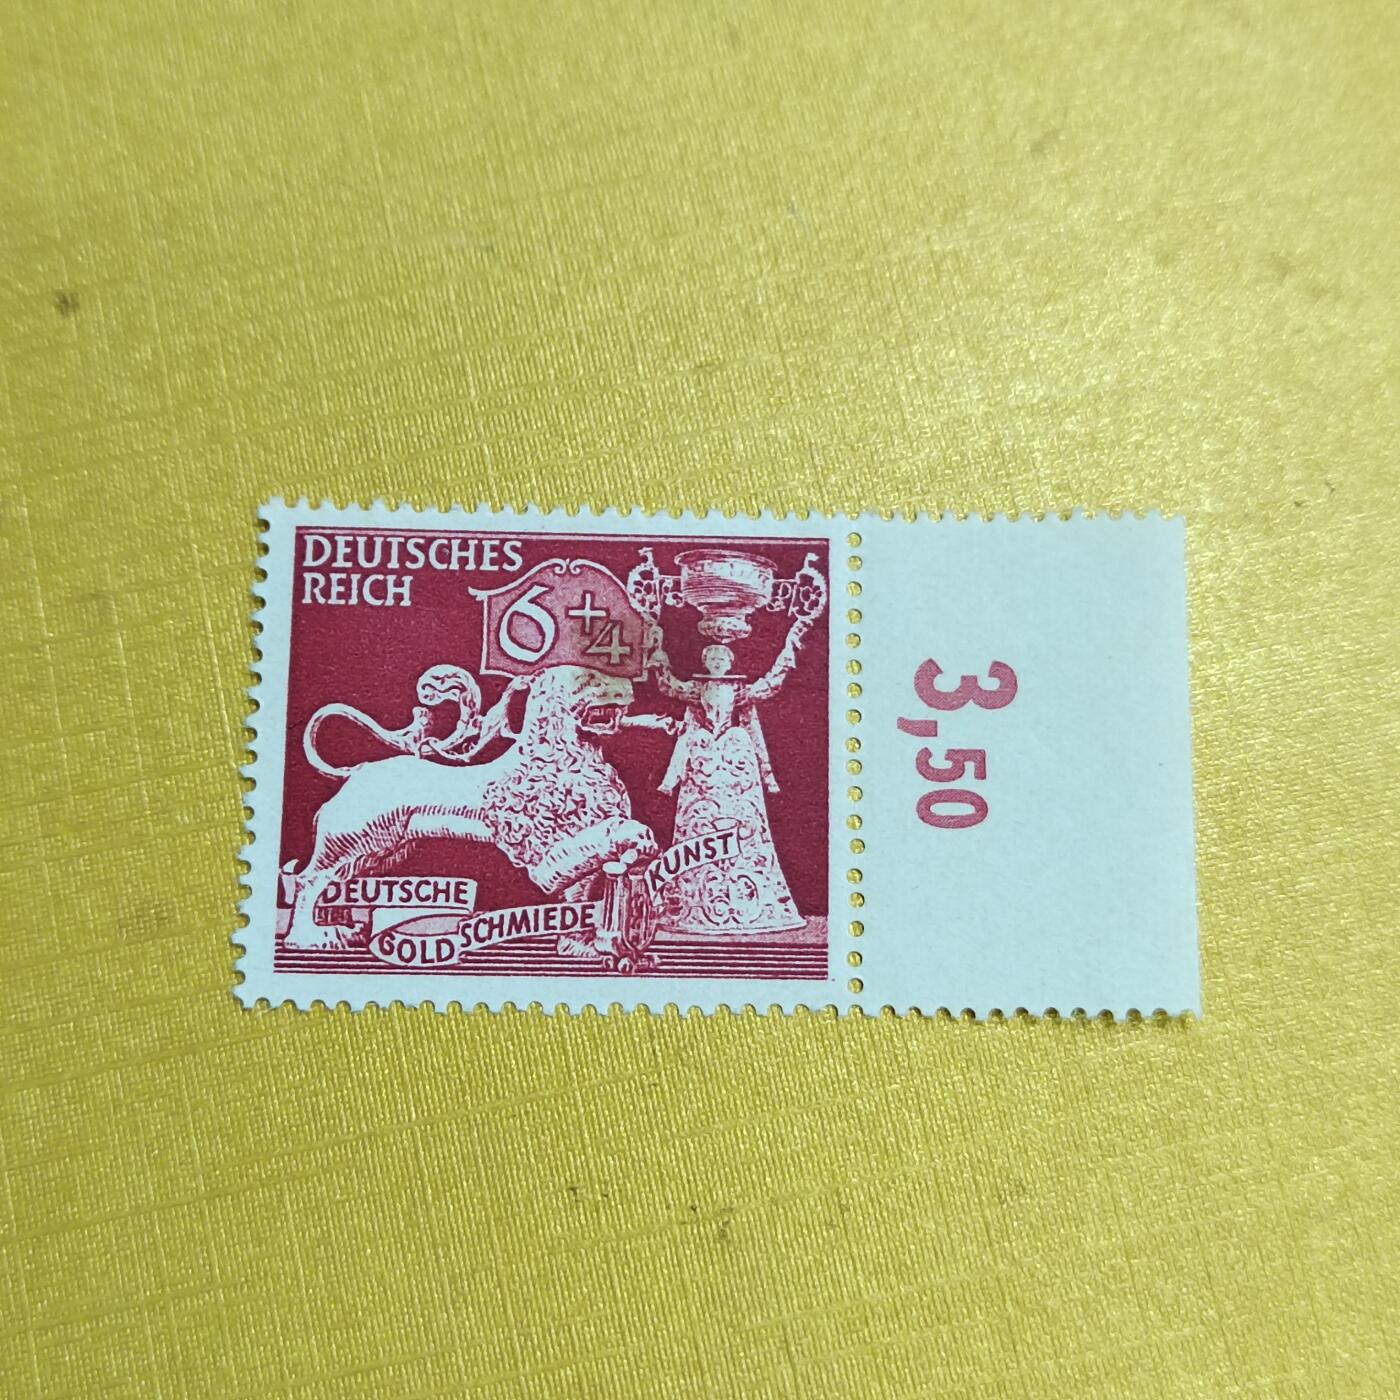 DEUTSCHES
REICH
6+4
DEUTSCHE
GOLD
SCHMIEDE
KUNST
3,50